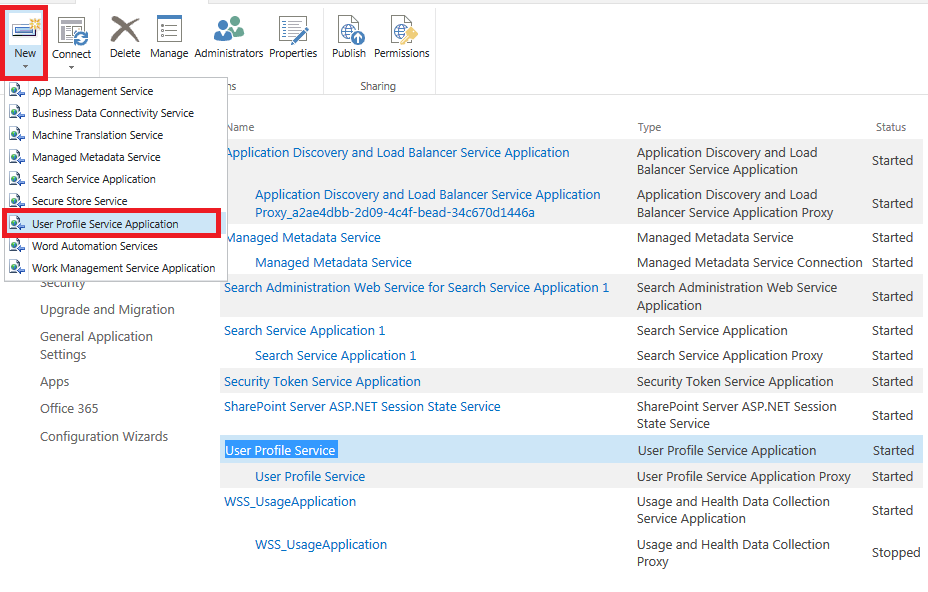 New
Connect
Delete
Manage
Administrators
Properties
Publish
Permissions
ns
Sharing
App Management Service
Business Data Connectivity Service
Machine Translation Service
Managed Metadata Service
Search Service Application
Secure Store Service
User Profile Service Application
Word Automation Services
Work Management Service Application
Security
Upgrade and Migration
General Application
Settings
Apps
Office 365
Configuration Wizards
Name Type Status
Application Discovery and Load Balancer Service Application
Application Discovery and Load
Balancer Service Application
Started
Application Discovery and Load Balancer Service Application
Proxy_a2ae4dbb-2d09-4c4f-bead-34c670d1446a
Application Discovery and Load
Balancer Service Application Proxy
Started
Managed Metadata Service Managed Metadata Service Started
Managed Metadata Service Managed Metadata Service Connection Started
Search Administration Web Service for Search Service Application 1
Search Administration Web Service
Application
Started
Search Service Application 1 Search Service Application Started
Search Service Application 1 Search Service Application Proxy Started
Security Token Service Application Security Token Service Application Started
SharePoint Server ASP.NET Session State Service
SharePoint Server ASP.NET Session
State Service
Started
User Profile Service User Profile Service Application Started
User Profile Service User Profile Service Application Proxy Started
WSS_UsageApplication
Usage and Health Data Collection
Service Application
Started
WSS_UsageApplication
Usage and Health Data Collection
Proxy
Stopped